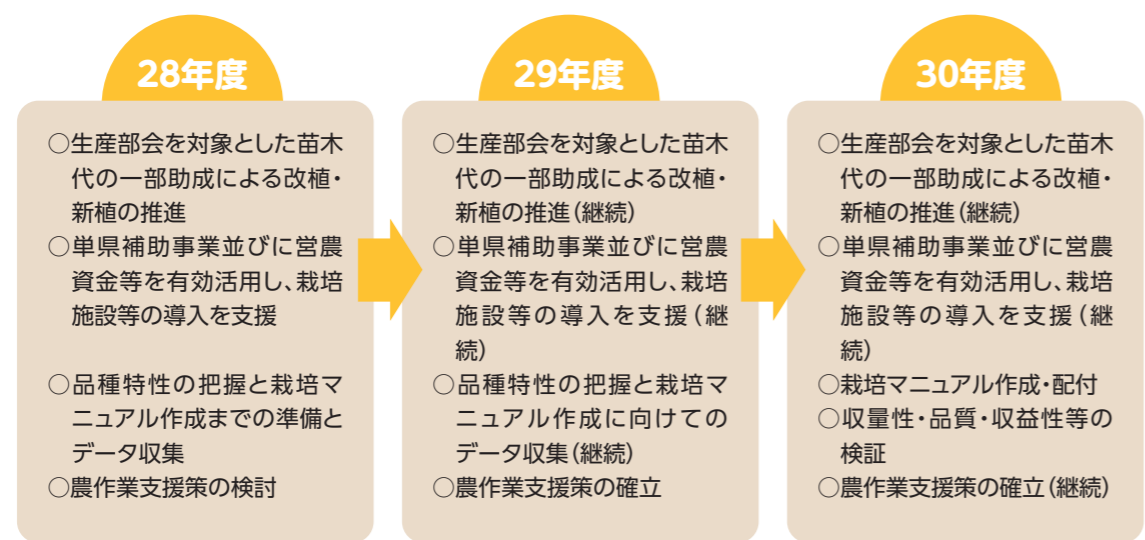 28年度
○生産部会を対象とした苗木
代の一部助成による改植・
新植の推進
○単県補助事業並びに営農
資金等を有効活用し、栽培
施設等の導入を支援
○品種特性の把握と栽培マ
ニュアル作成までの準備と
データ収集
○農作業支援策の検討
29年度
○生産部会を対象とした苗木
代の一部助成による改植・
新植の推進(継続)
○単県補助事業並びに営農
資金等を有効活用し、栽培
施設等の導入を支援(継
続)
○品種特性の把握と栽培マ
ニュアル作成に向けての
データ収集(継続)
○農作業支援策の確立
30年度
○生産部会を対象とした苗木
代の一部助成による改植・
新植の推進(継続)
○単県補助事業並びに営農
資金等を有効活用し、栽培
施設等の導入を支援(継
続)
○栽培マニュアル作成・配付
○収量性・品質・収益性等の
検証
○農作業支援策の確立(継続)